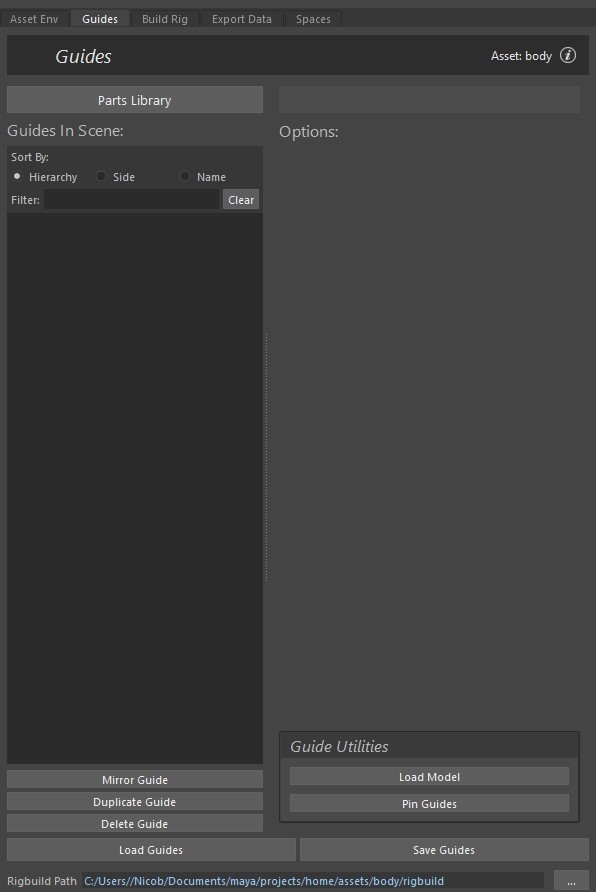 Asset Env Guides Build Rig Export Data Spaces
Guides Asset: body i
Parts Library
Guides In Scene: Options:
Sort By:
Hierarchy Side Name
Filter: Clear
Guide Utilities
Load Model
Mirror Guide
Duplicate Guide Pin Guides
Delete Guide
Load Guides Save Guides
Rigbuild Path C:/Users//Nicob/Documents/maya/projects/home/assets/body/rigbuild ...